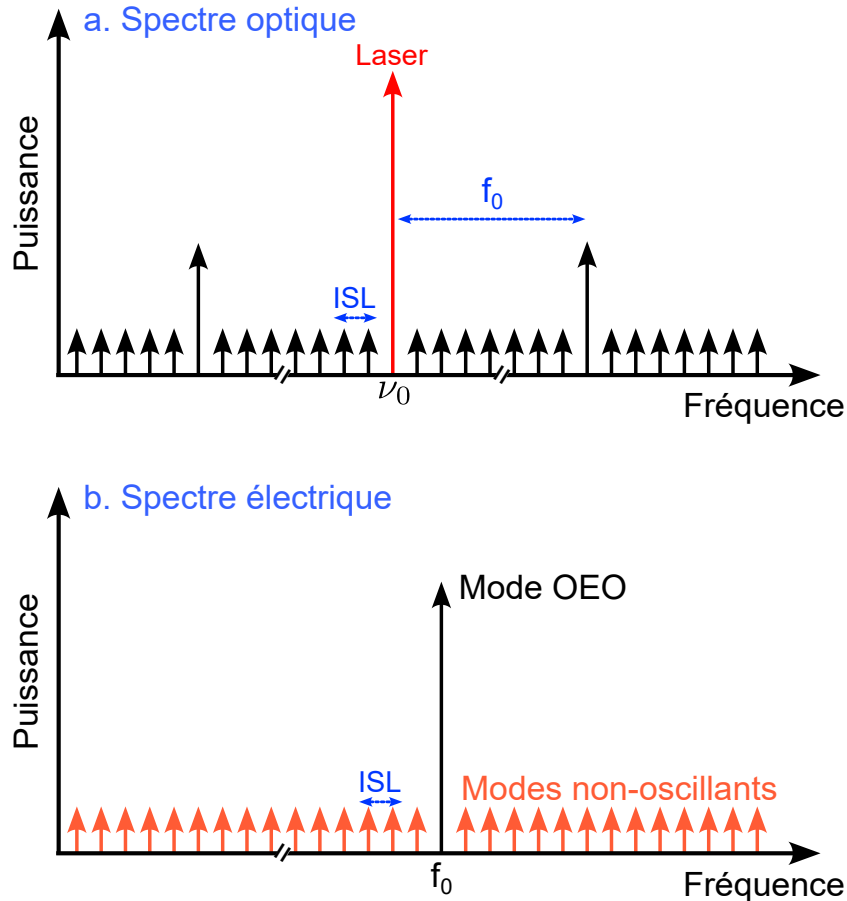 a. Spectre optique
Laser
Puissance
f₀
ISL
ν₀
Fréquence
b. Spectre électrique
Mode OEO
Puissance
ISL
Modes non-oscillants
f₀
Fréquence